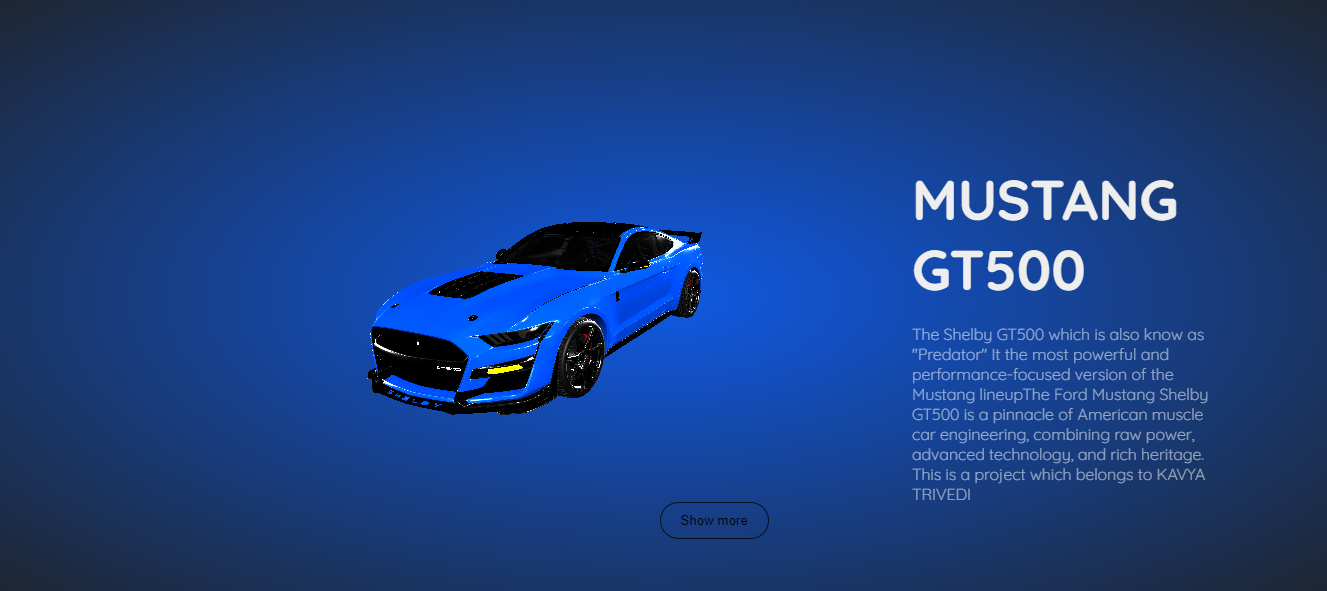 MUSTANG
GT500
The Shelby GT500 which is also know as
"Predator" It the most powerful and
performance-focused version of the
Mustang lineupThe Ford Mustang Shelby
GT500 is a pinnacle of American muscle
car engineering, combining raw power,
advanced technology, and rich heritage.
This is a project which belongs to KAVYA
TRIVEDI
SHELBY
Show more